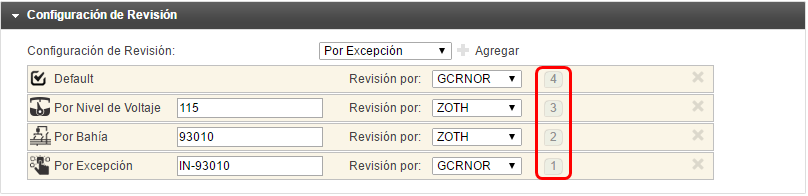 Configuración de Revisión
Configuración de Revisión: Por Excepción Agregar
Default Revisión por: GCRNOR 4
Por Nivel de Voltaje 115 Revisión por: ZOTH 3
Por Bahía 93010 Revisión por: ZOTH 2
Por Excepción IN-93010 Revisión por: GCRNOR 1